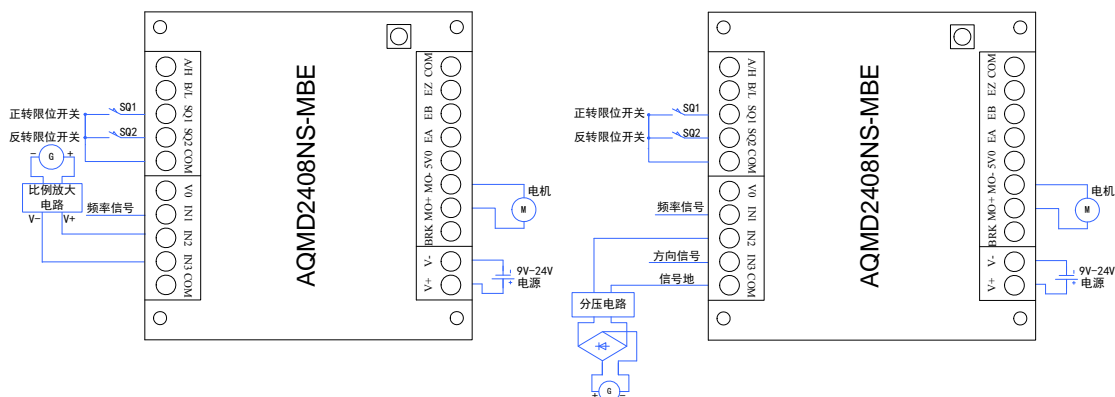 A/H
B/L
SQ1
SQ2
COM
V0
IN1
IN2
IN3
COM
正转限位开关
SQ1
反转限位开关
SQ2
- G +
比例放大
电路
V- V+
频率信号
AQMD2408NS-MBE
COM
EZ
EB
EA
5V0
MO-
MO+
BRK
V-
V+
电机
M
-
9V-24V
+
电源
A/H
B/L
SQ1
SQ2
COM
V0
IN1
IN2
IN3
COM
正转限位开关
SQ1
反转限位开关
SQ2
频率信号
方向信号
信号地
分压电路
+ G -
AQMD2408NS-MBE
COM
EZ
EB
EA
5V0
MO-
MO+
BRK
V-
V+
电机
M
-
9V-24V
+
电源